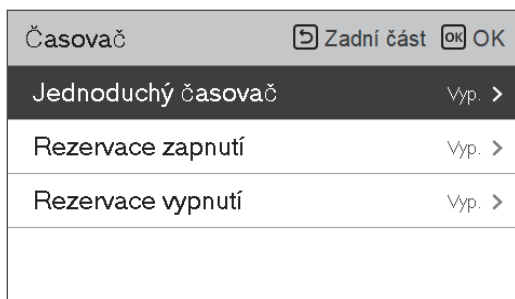 Časovač Zadní část OK OK
Jednoduchý časovač Vyp. >
Rezervace zapnutí Vyp. >
Rezervace vypnutí Vyp. >